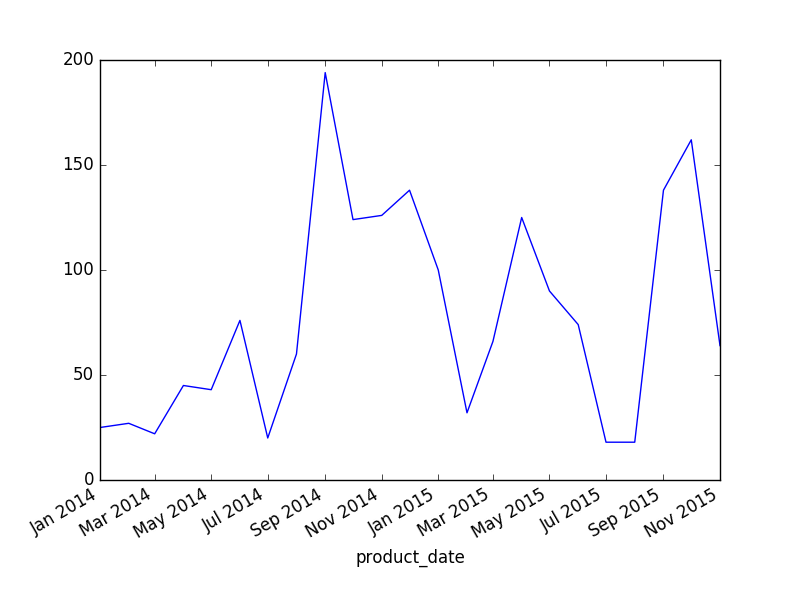 200
150
100
50
0
Jan 2014
Mar 2014
May 2014
Jul 2014
Sep 2014
Nov 2014
Jan 2015
Mar 2015
May 2015
Jul 2015
Sep 2015
Nov 2015
product_date